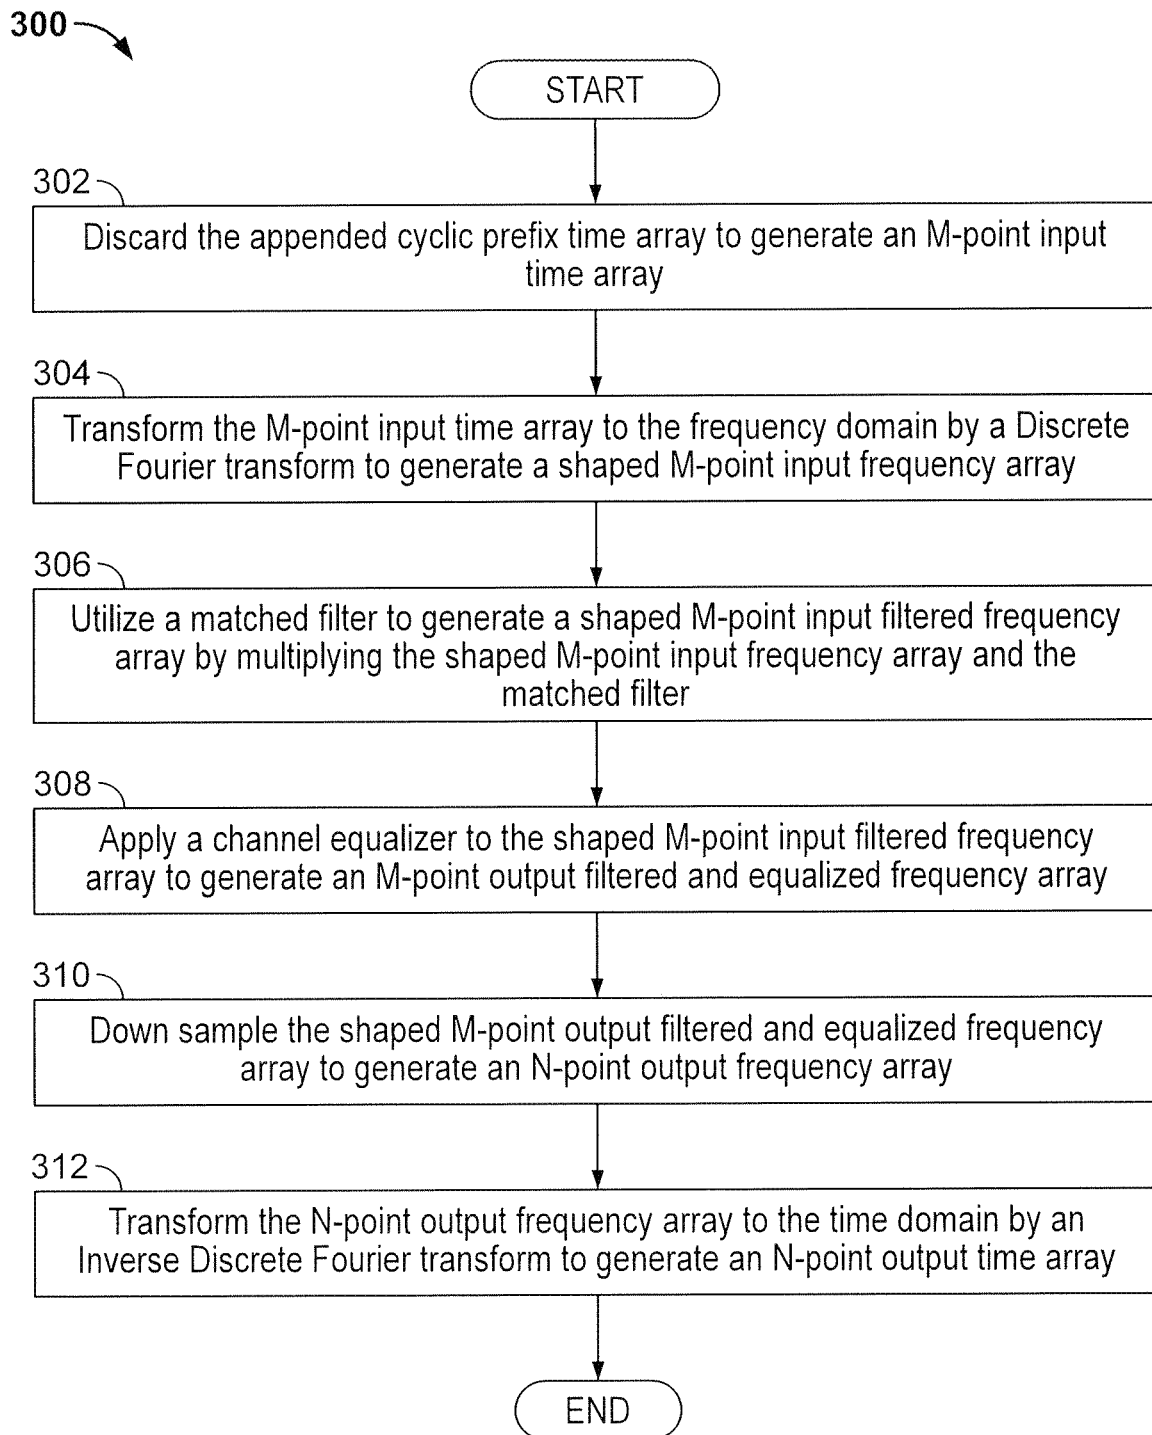 300
START
302
Discard the appended cyclic prefix time array to generate an M-point input
time array
304
Transform the M-point input time array to the frequency domain by a Discrete
Fourier transform to generate a shaped M-point input frequency array
306
Utilize a matched filter to generate a shaped M-point input filtered frequency
array by multiplying the shaped M-point input frequency array and the
matched filter
308
Apply a channel equalizer to the shaped M-point input filtered frequency
array to generate an M-point output filtered and equalized frequency array
310
Down sample the shaped M-point output filtered and equalized frequency
array to generate an N-point output frequency array
312
Transform the N-point output frequency array to the time domain by an
Inverse Discrete Fourier transform to generate an N-point output time array
END